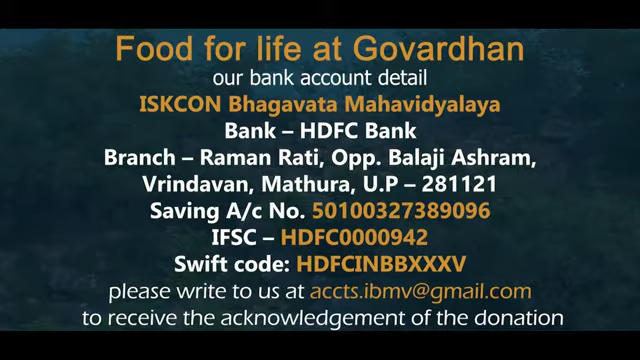 Food for life at Govardhan
our bank account detail
ISKCON Bhagavata Mahavidyalaya
Bank – HDFC Bank
Branch – Raman Rati, Opp. Balaji Ashram,
Vrindavan, Mathura, U.P – 281121
Saving A/c No. 50100327389096
IFSC – HDFC0000942
Swift code: HDFCINBBXXXV
please write to us at accts.ibmv@gmail.com
to receive the acknowledgement of the donation